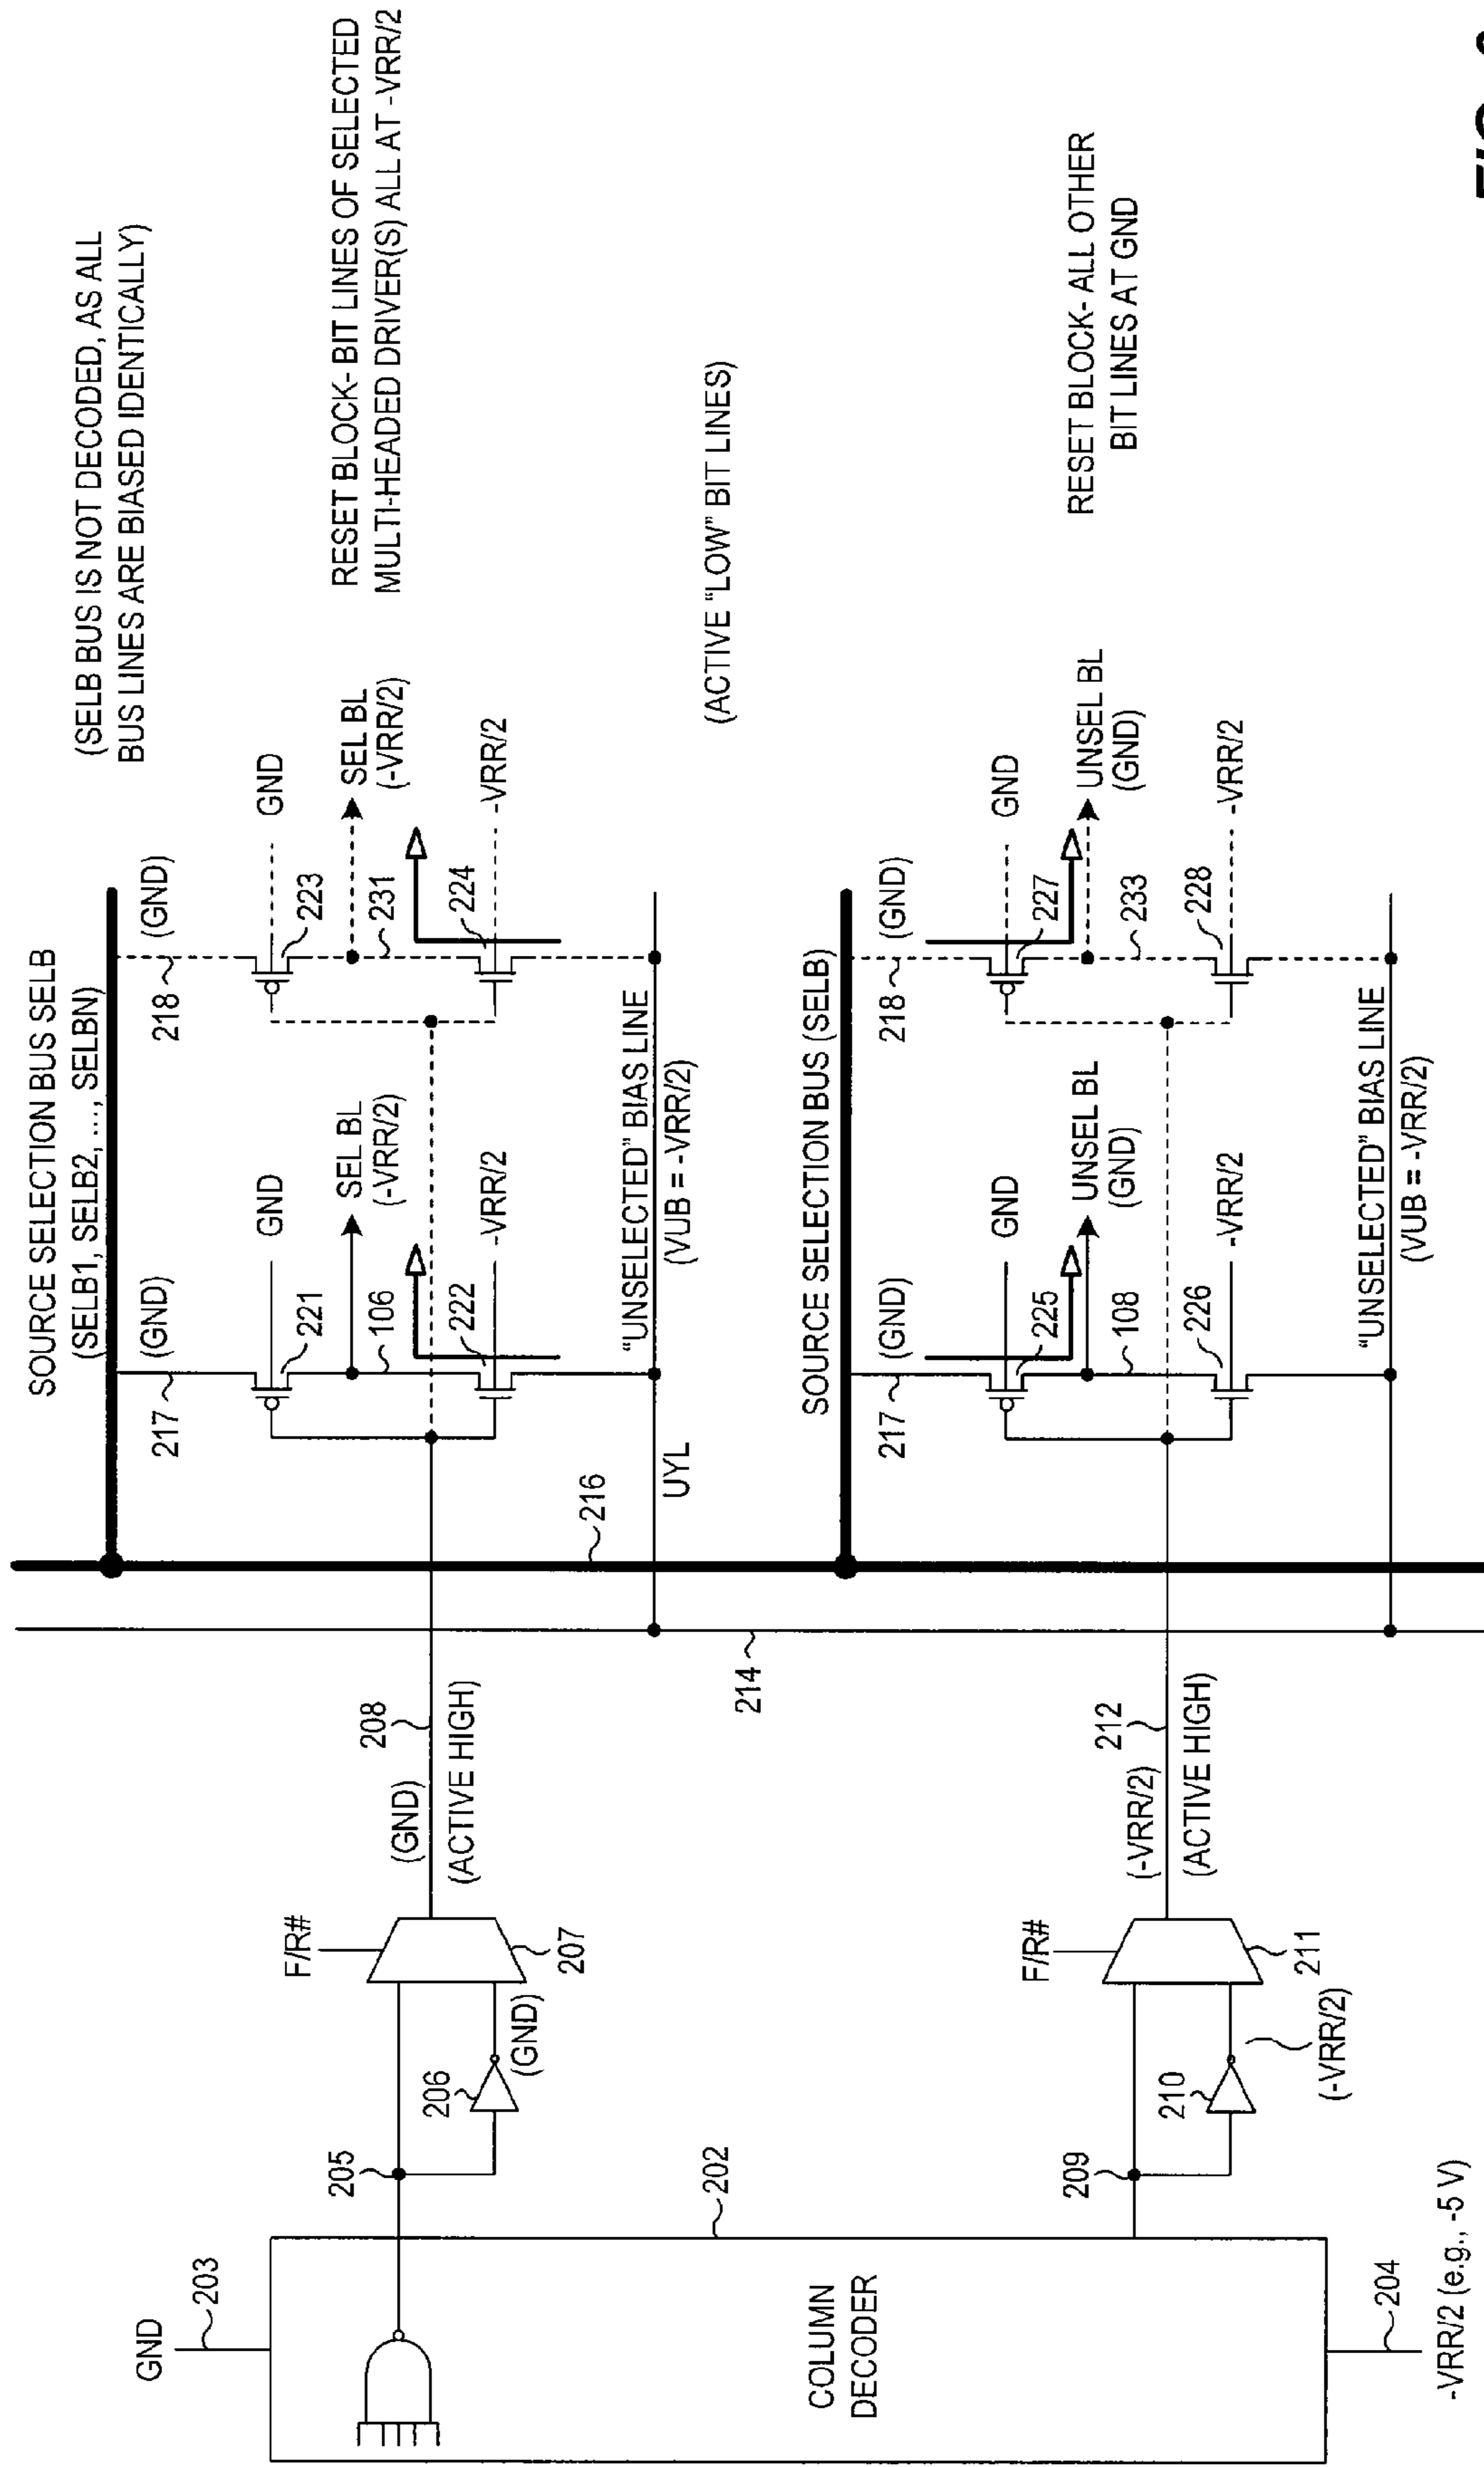 (SELB BUS IS NOT DECODED, AS ALL
BUS LINES ARE BIASED IDENTICALLY)
SOURCE SELECTION BUS SELB
(SELB1, SELB2, ..., SELBN)
RESET BLOCK- BIT LINES OF SELECTED
MULTI-HEADED DRIVER(S) ALL AT -VRR/2
(GND)
217
GND
221
SEL BL
(-VRR/2)
106
222
-VRR/2
(GND)
218
GND
223
SEL BL
(-VRR/2)
231
224
-VRR/2
"UNSELECTED" BIAS LINE
(VUB = -VRR/2)
UYL
216
214
(ACTIVE "LOW" BIT LINES)
GND
203
205
206
(GND)
F/R#
207
(GND)
208
(ACTIVE HIGH)
COLUMN
DECODER
202
SOURCE SELECTION BUS (SELB)
(GND)
217
GND
225
UNSEL BL
(GND)
108
226
-VRR/2
(GND)
218
GND
227
UNSEL BL
(GND)
233
228
-VRR/2
RESET BLOCK- ALL OTHER
BIT LINES AT GND
"UNSELECTED" BIAS LINE
(VUB = -VRR/2)
209
210
(-VRR/2)
F/R#
211
(-VRR/2)
212
(ACTIVE HIGH)
204
-VRR/2 (e.g., -5 V)